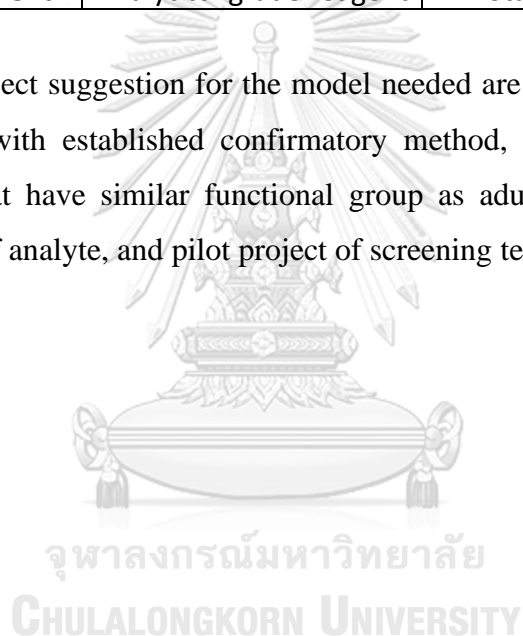 ject suggestion for the model needed are
with established confirmatory method,
at have similar functional group as adu
f analyte, and pilot project of screening te
จุฬาลงกรณ์มหาวิทยาลัย
CHULALONGKORN UNIVERSITY